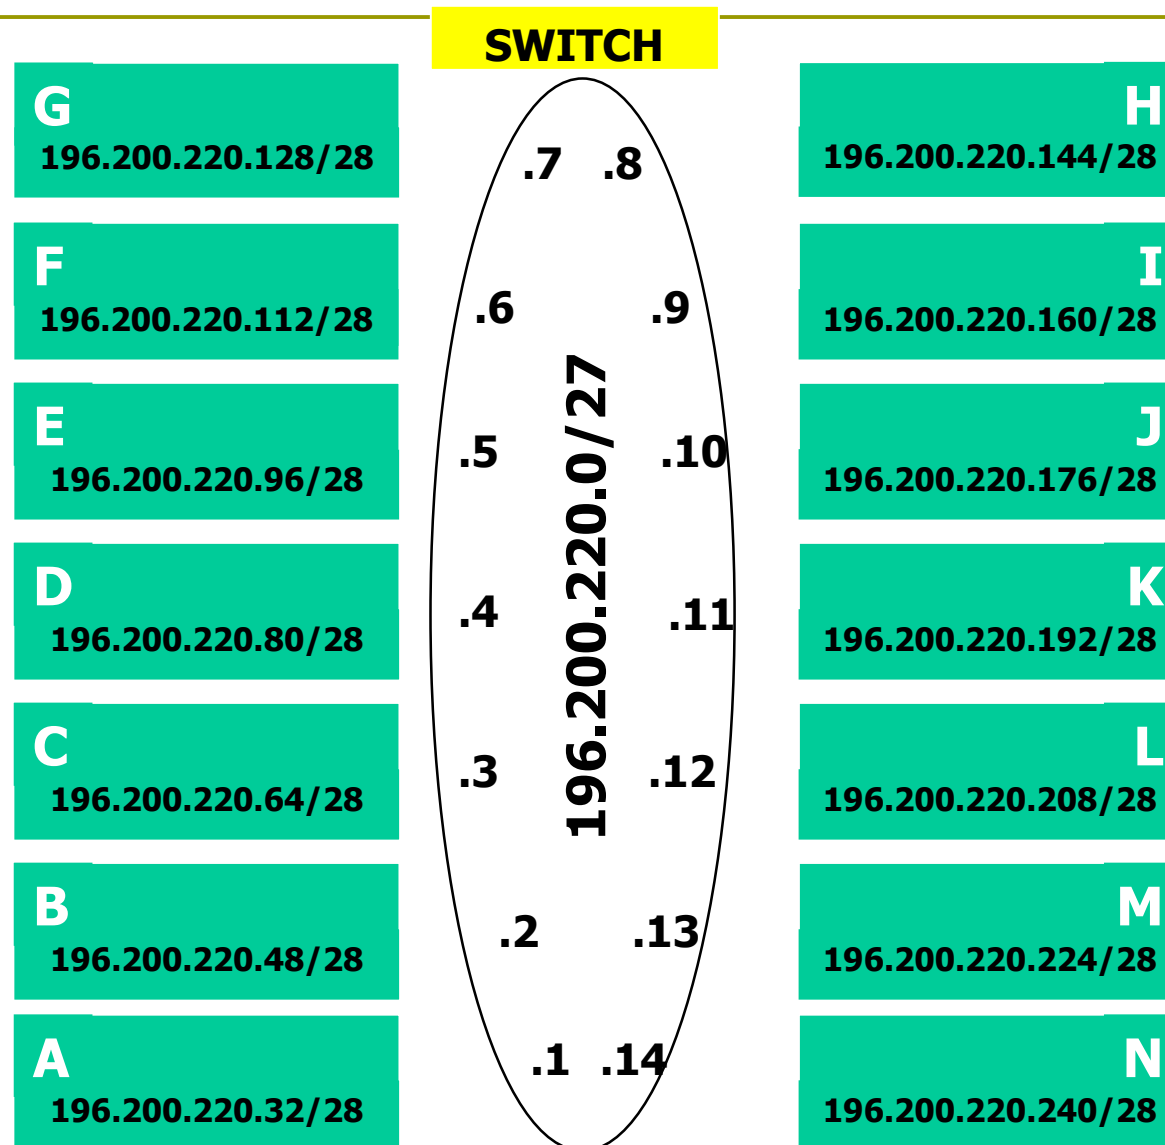 SWITCH
G
196.200.220.128/28
F
196.200.220.112/28
E
196.200.220.96/28
D
196.200.220.80/28
C
196.200.220.64/28
B
196.200.220.48/28
A
196.200.220.32/28
.7 .8
.6 .9
.5 .10
.4 .11
.3 .12
.2 .13
.1 .14
196.200.220.0/27
H
196.200.220.144/28
I
196.200.220.160/28
J
196.200.220.176/28
K
196.200.220.192/28
L
196.200.220.208/28
M
196.200.220.224/28
N
196.200.220.240/28